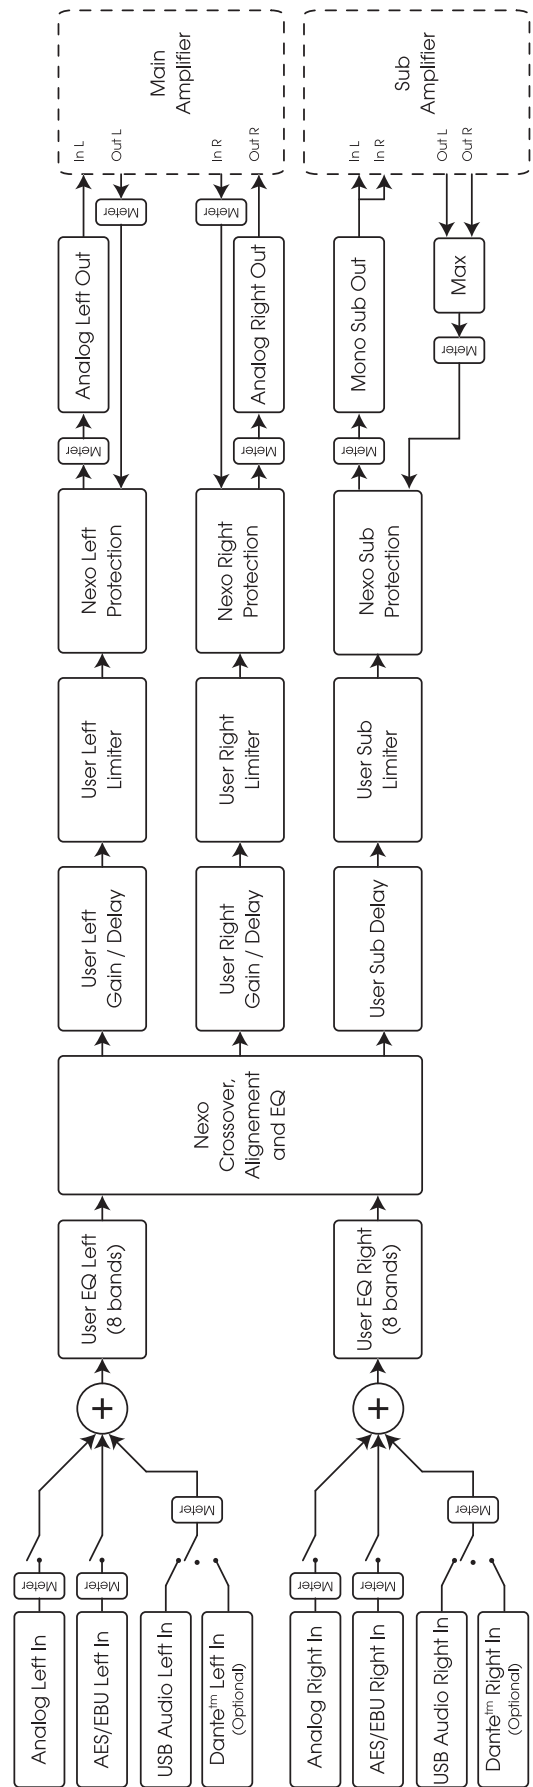 Analog Left In
Meter
AES/EBU Left In
Meter
USB Audio Left In
Dante™ Left In
(Optional)
Meter
+
User EQ Left
(8 bands)
Analog Right In
Meter
AES/EBU Right In
Meter
USB Audio Right In
Dante™ Right In
(Optional)
Meter
+
User EQ Right
(8 bands)
Nexo
Crossover,
Alignement
and EQ
User Left
Gain / Delay
User Left
Limiter
Nexo Left
Protection
Meter
Analog Left Out
Meter
User Right
Gain / Delay
User Right
Limiter
Nexo Right
Protection
Meter
Analog Right Out
Meter
User Sub Delay
User Sub
Limiter
Nexo Sub
Protection
Meter
Mono Sub Out
Meter
Max
In L
Out L
In R
Out R
Main
Amplifier
In L
In R
Out L
Out R
Sub
Amplifier